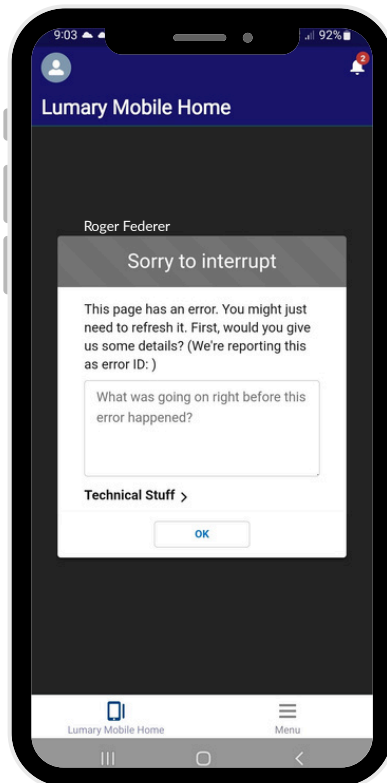 9:03
92%
2
Lumary Mobile Home
Roger Federer
Sorry to interrupt
This page has an error. You might just
need to refresh it. First, would you give
us some details? (We're reporting this
as error ID: )
What was going on right before this
error happened?
Technical Stuff >
OK
Lumary Mobile Home
Menu